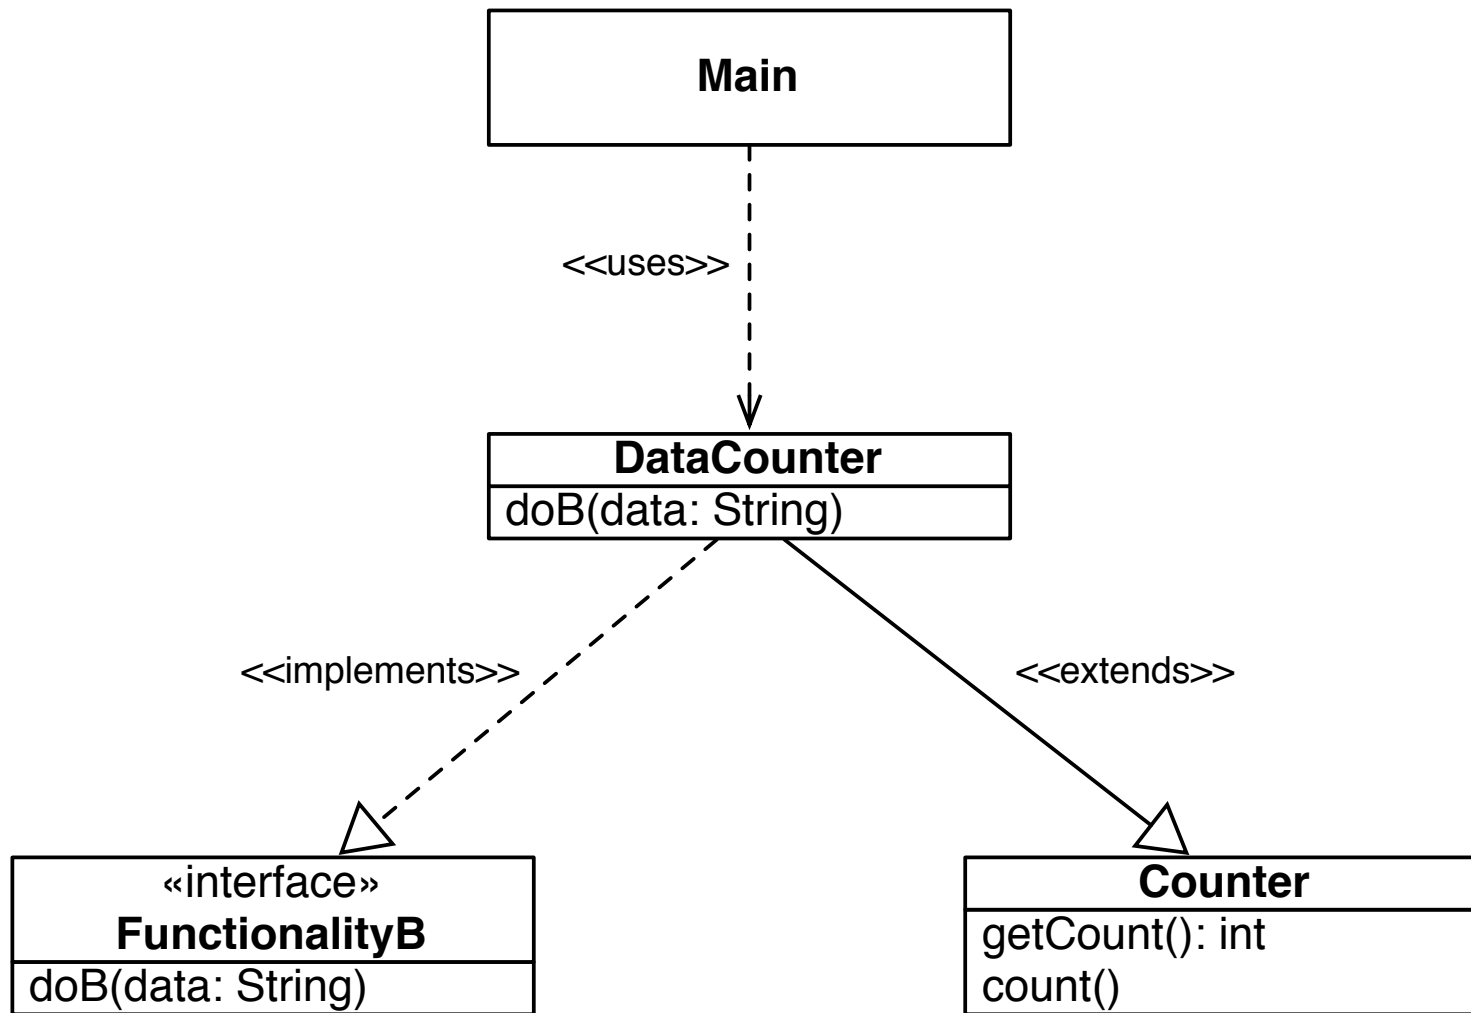 Main
<<uses>>
DataCounter
doB(data: String)
<<implements>>
<<extends>>
«interface»
FunctionalityB
doB(data: String)
Counter
getCount(): int
count()